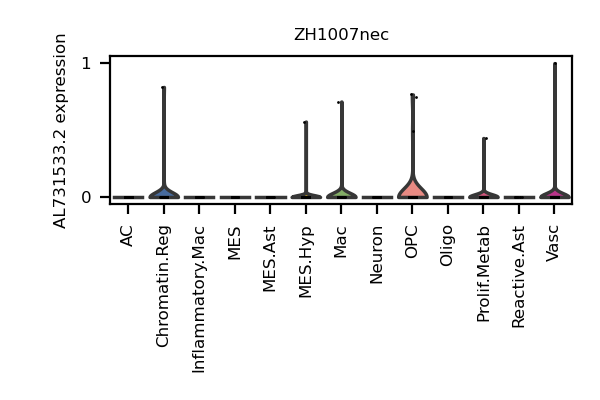 ZH1007nec
AL731533.2 expression
1
0
AC
Chromatin.Reg
Inflammatory.Mac
MES
MES.Ast
MES.Hyp
Mac
Neuron
OPC
Oligo
Prolif.Metab
Reactive.Ast
Vasc